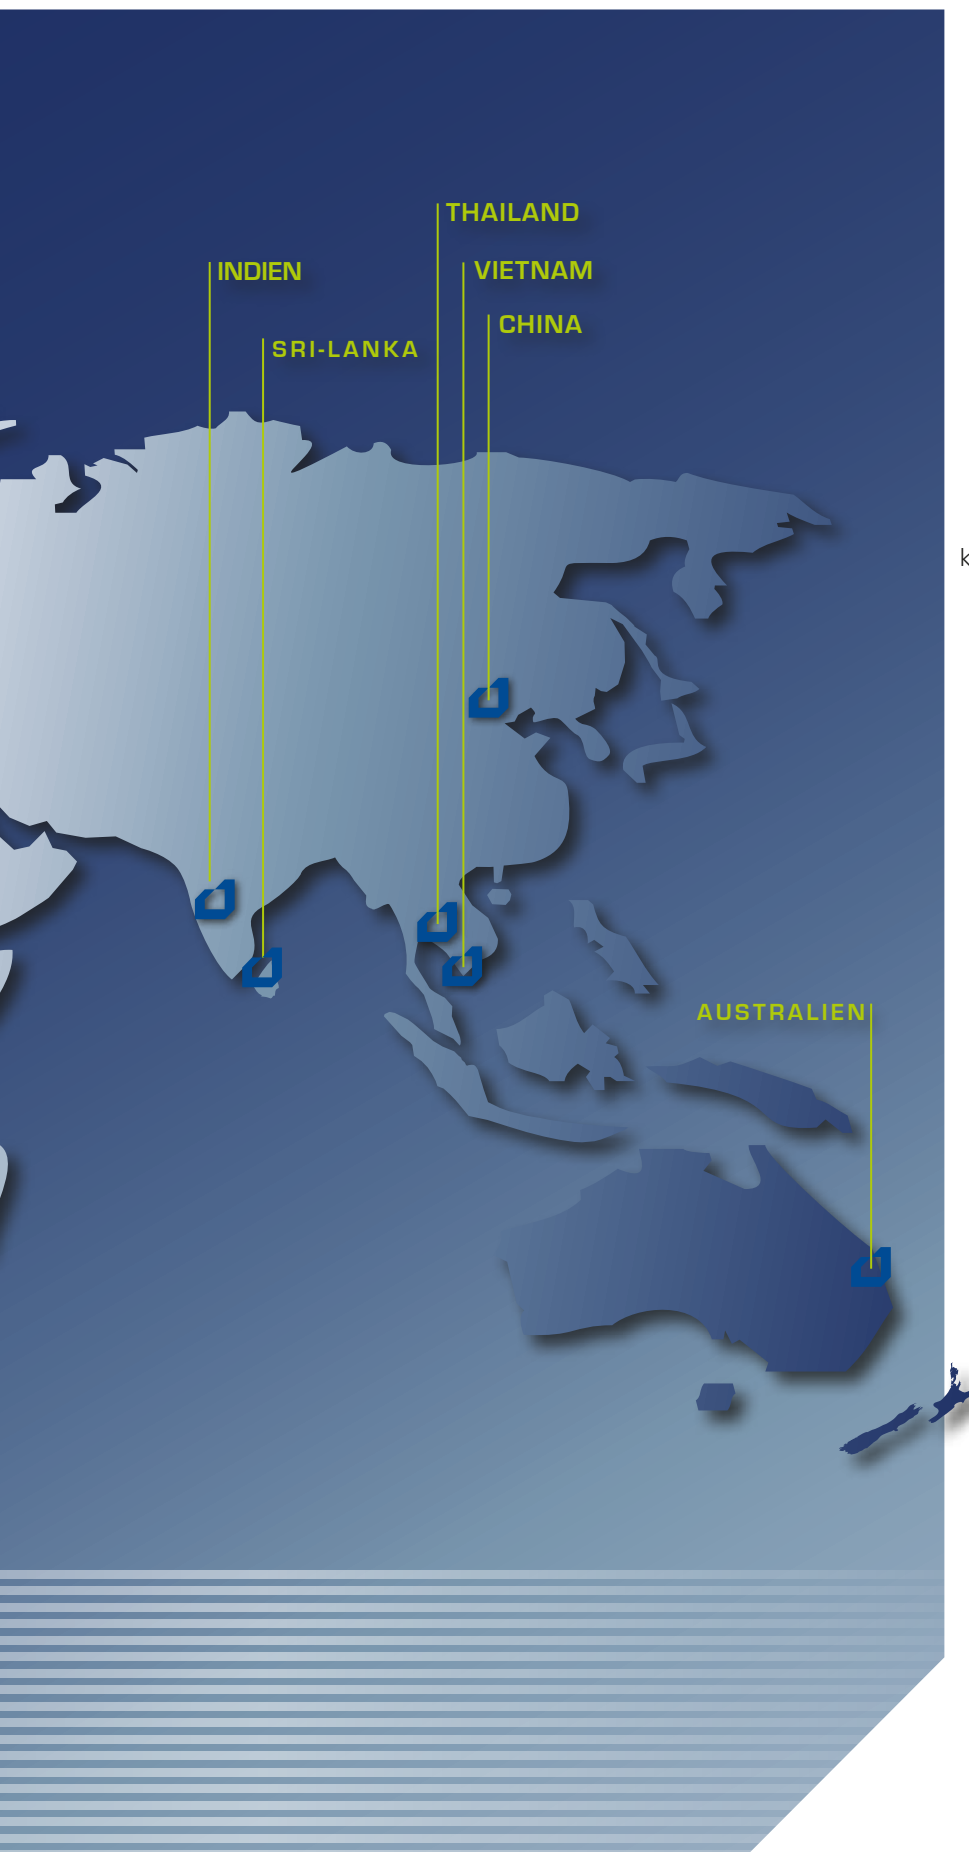 THAILAND
INDIEN
VIETNAM
CHINA
SRI-LANKA
k
AUSTRALIEN